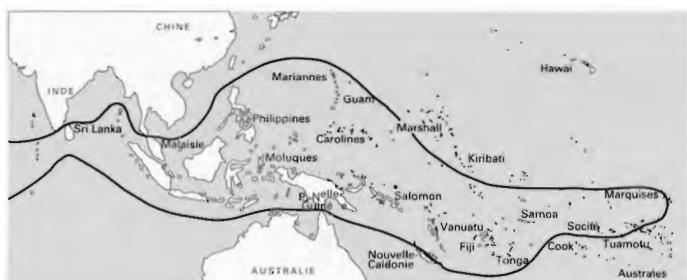 CHINE
Hawai
Mariannes
INDE
Guam
Philippines
Marshall
Sri Lanka
Carolines
Malaisie
Moluques
Kiribati
Nelle
Marquises
Salomon
Samoa
Vanuatu
Fiji
Cook
Tuamotu
Nouvelle-
Calédonie
Tonga
AUSTRALIE
Australes